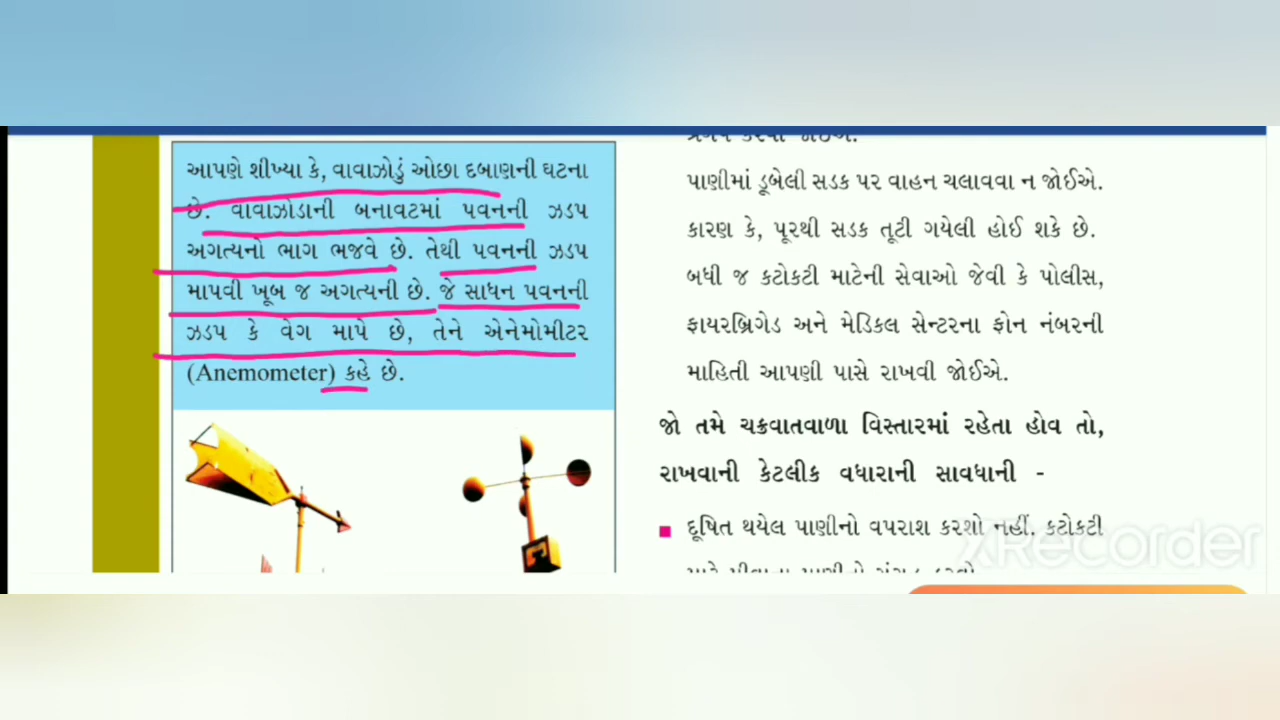 આપણે શીખ્યા કે, વાવાઝોડું ઓછા દબાણની ઘટના
છે. વાવાઝોડાની બનાવટમાં પવનની ઝડપ
અગત્યનો ભાગ ભજવે છે. તેથી પવનની ઝડપ
માપવી ખૂબ જ અગત્યની છે. જે સાધન પવનની
ઝડપ કે વેગ માપે છે, તેને એનેમોમીટર
(Anemometer) કહે છે.
પાણીમાં ડૂબેલી સડક પર વાહન ચલાવવા ન જોઈએ.
કારણ કે, પૂરથી સડક તૂટી ગયેલી હોઈ શકે છે.
બધી જ કટોકટી માટેની સેવાઓ જેવી કે પોલીસ,
ફાયરબ્રિગેડ અને મેડિકલ સેન્ટરના ફોન નંબરની
માહિતી આપણી પાસે રાખવી જોઈએ.
જો તમે ચક્રવાતવાળા વિસ્તારમાં રહેતા હોવ તો,
રાખવાની કેટલીક વધારાની સાવધાની -
દૂષિત થયેલ પાણીનો વપરાશ કરશો નહીં. કટોકટી
XRecorder